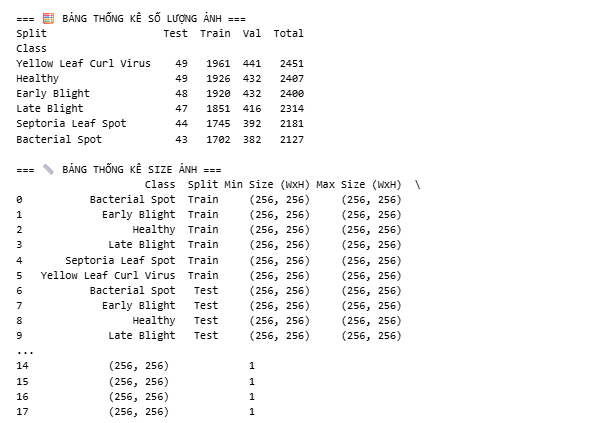 === 🧮 BẢNG THỐNG KÊ SỐ LƯỢNG ẢNH ===
Split Test Train Val Total
Class
Yellow Leaf Curl Virus 49 1961 441 2451
Healthy 49 1926 432 2407
Early Blight 48 1920 432 2400
Late Blight 47 1851 416 2314
Septoria Leaf Spot 44 1745 392 2181
Bacterial Spot 43 1702 382 2127
=== 📏 BẢNG THỐNG KÊ SIZE ẢNH ===
Class Split Min Size (WxH) Max Size (WxH) \
0 Bacterial Spot Train (256, 256) (256, 256)
1 Early Blight Train (256, 256) (256, 256)
2 Healthy Train (256, 256) (256, 256)
3 Late Blight Train (256, 256) (256, 256)
4 Septoria Leaf Spot Train (256, 256) (256, 256)
5 Yellow Leaf Curl Virus Train (256, 256) (256, 256)
6 Bacterial Spot Test (256, 256) (256, 256)
7 Early Blight Test (256, 256) (256, 256)
8 Healthy Test (256, 256) (256, 256)
9 Late Blight Test (256, 256) (256, 256)
...
14 (256, 256) 1
15 (256, 256) 1
16 (256, 256) 1
17 (256, 256) 1